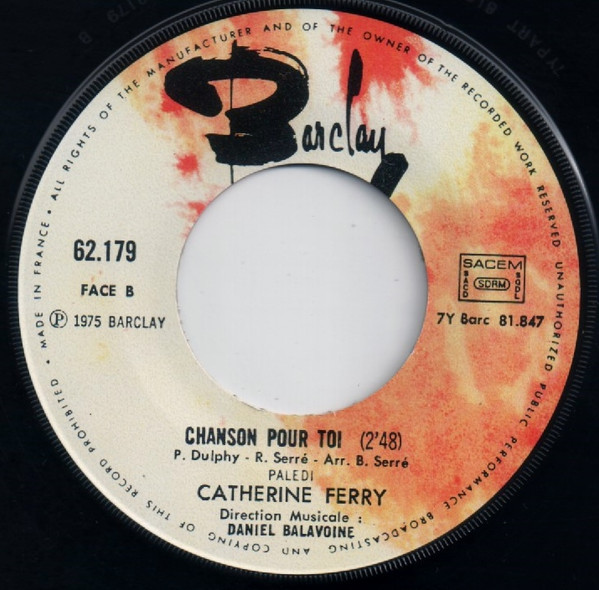 MADE IN FRANCE • ALL RIGHTS OF THE MANUFACTURER AND OF THE OWNER OF THE RECORDED WORK RESERVED UNAUTHORIZED PUBLIC PERFORMANCE BROADCASTING AND COPYING OF THIS RECORD PROHIBITED •
Barclay
62.179
FACE B
Ⓟ 1975 BARCLAY
SACEM
SACD SDRM SGDL
7Y Barc 81.847
CHANSON POUR TOI (2'48)
P. Dulphy - R. Serré - Arr. B. Serré
PALEDI
CATHERINE FERRY
Direction Musicale :
DANIEL BALAVOINE